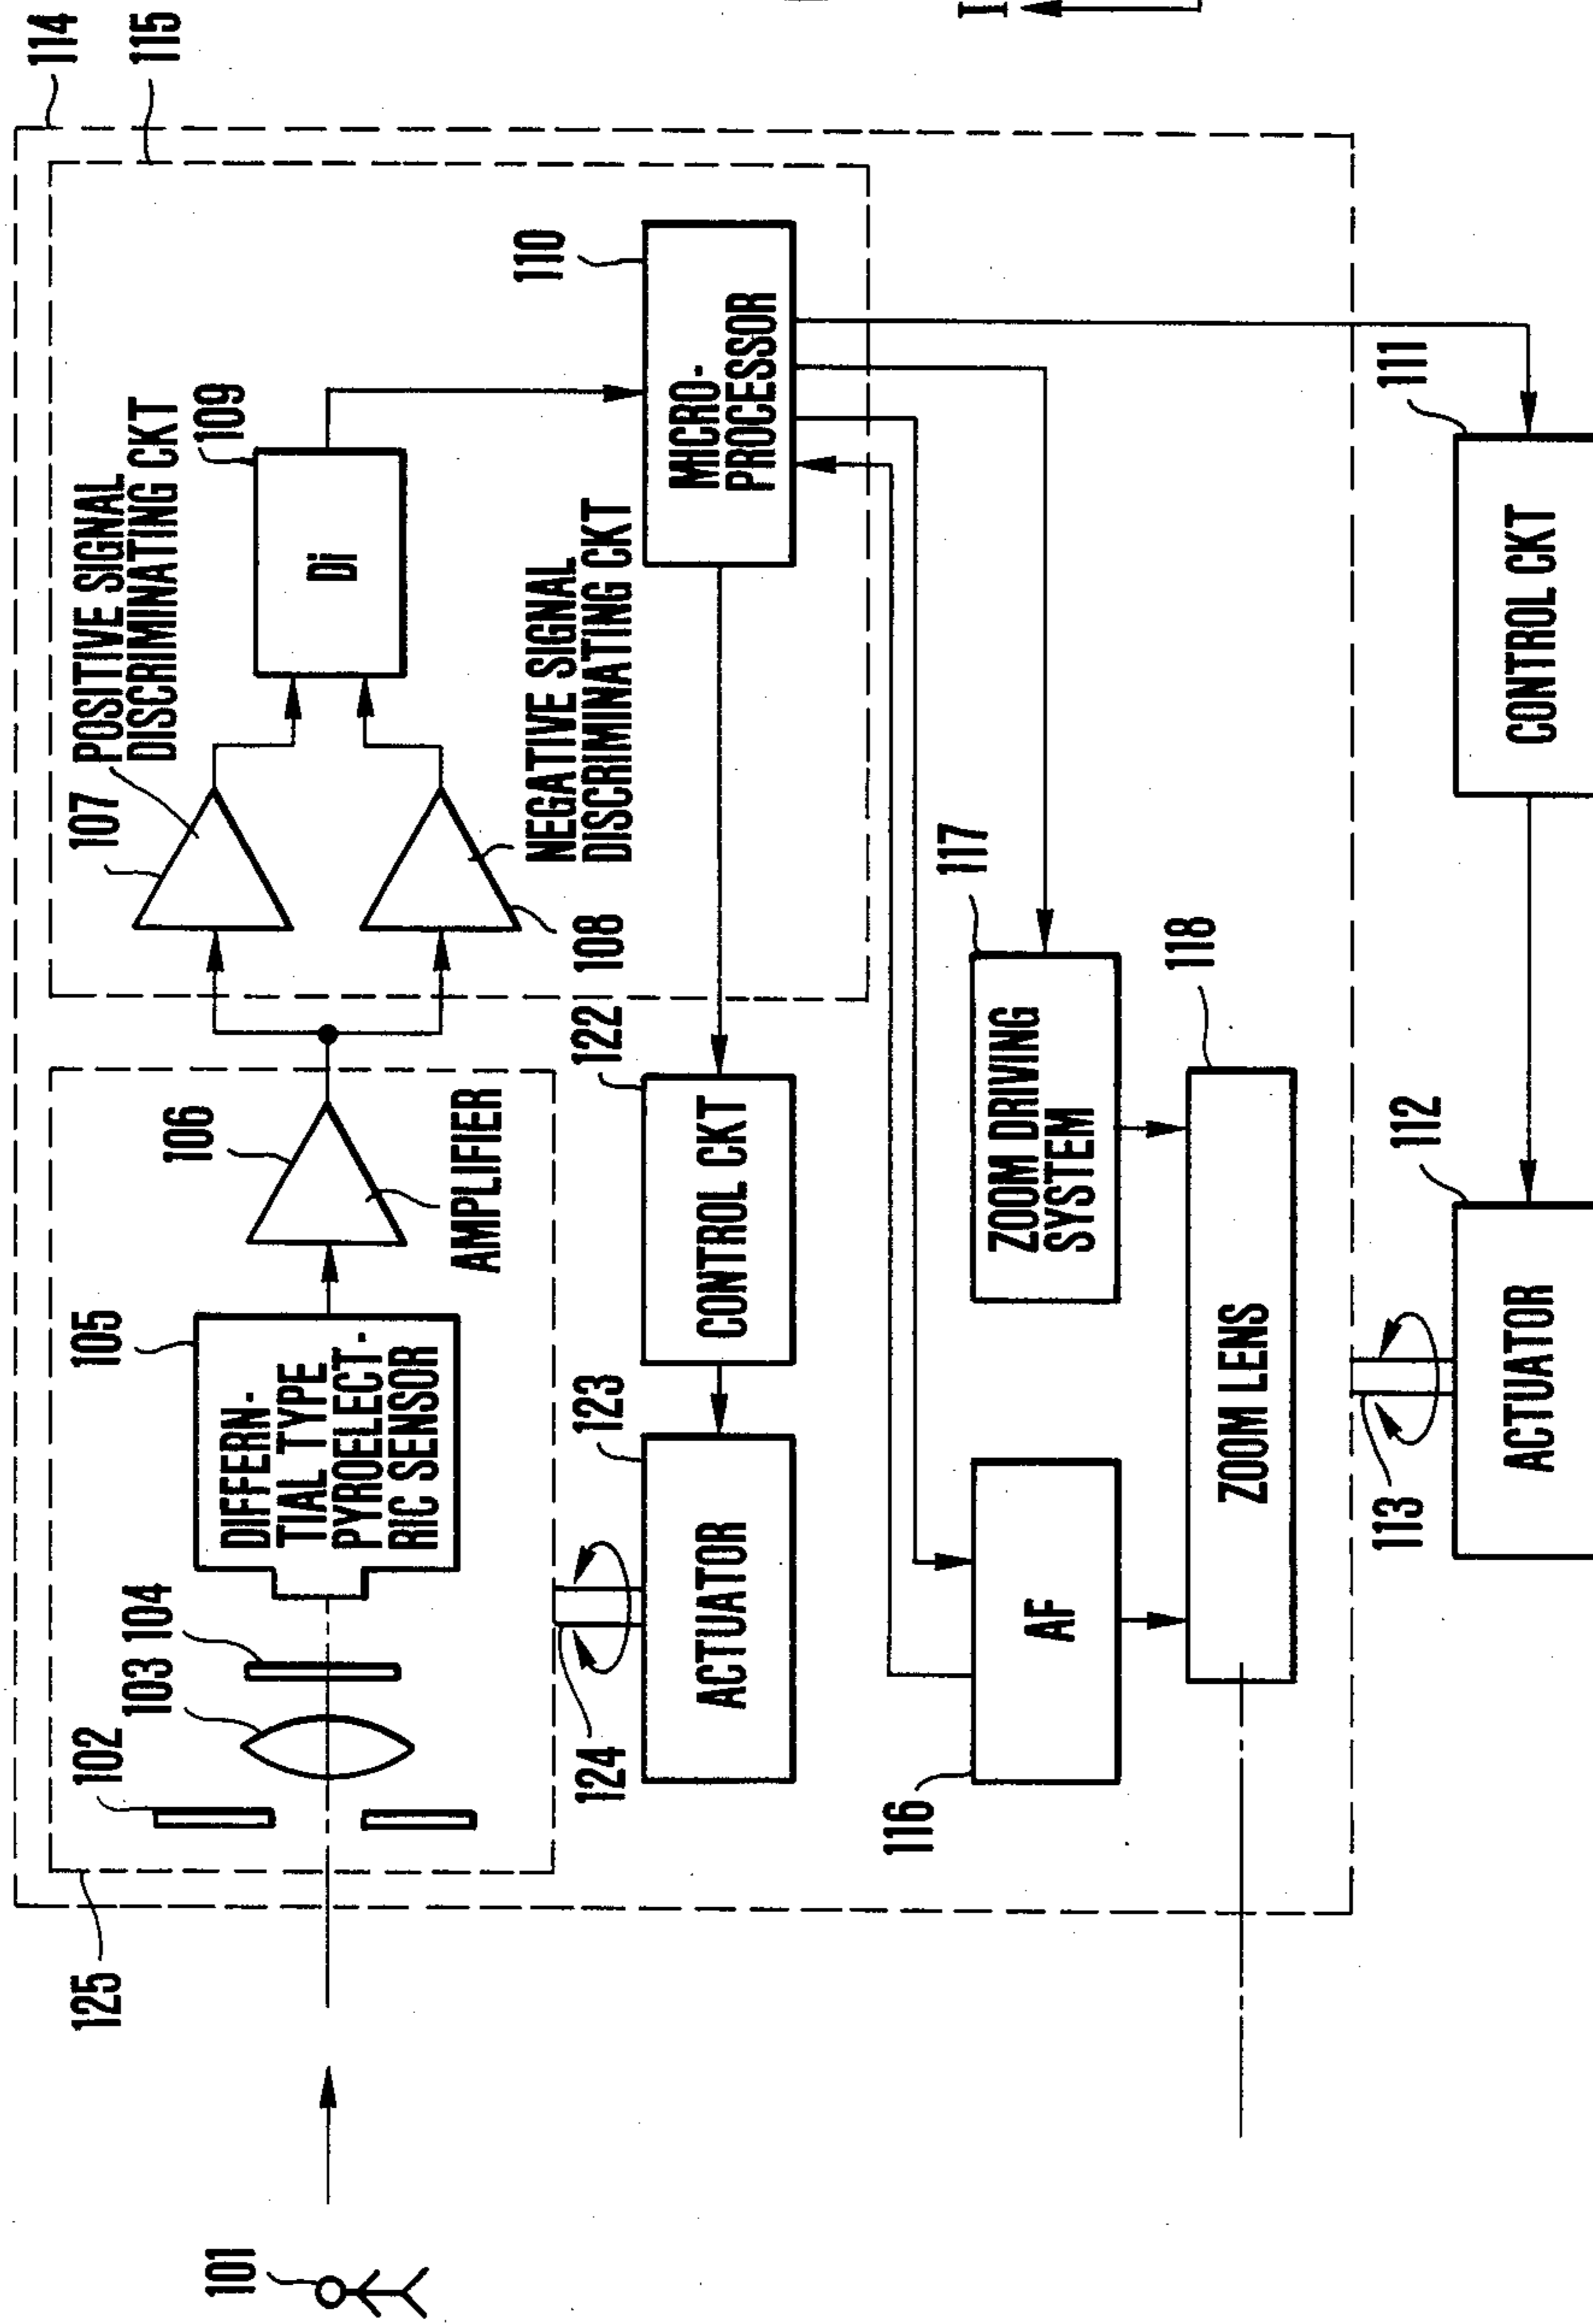 114
115
POSITIVE SIGNAL
DISCRIMINATING CKT
109
107
Di
110
MICRO-
PROCESSOR
NEGATIVE SIGNAL
DISCRIMINATING CKT
108
106
AMPLIFIER
105
DIFFERN-
TIAL TYPE
PYROELECT-
RIC SENSOR
104
103
102
125
101
122
CONTROL CKT
123
ACTUATOR
124
117
ZOOM DRIVING
SYSTEM
118
ZOOM LENS
116
AF
111
CONTROL CKT
112
ACTUATOR
113
I